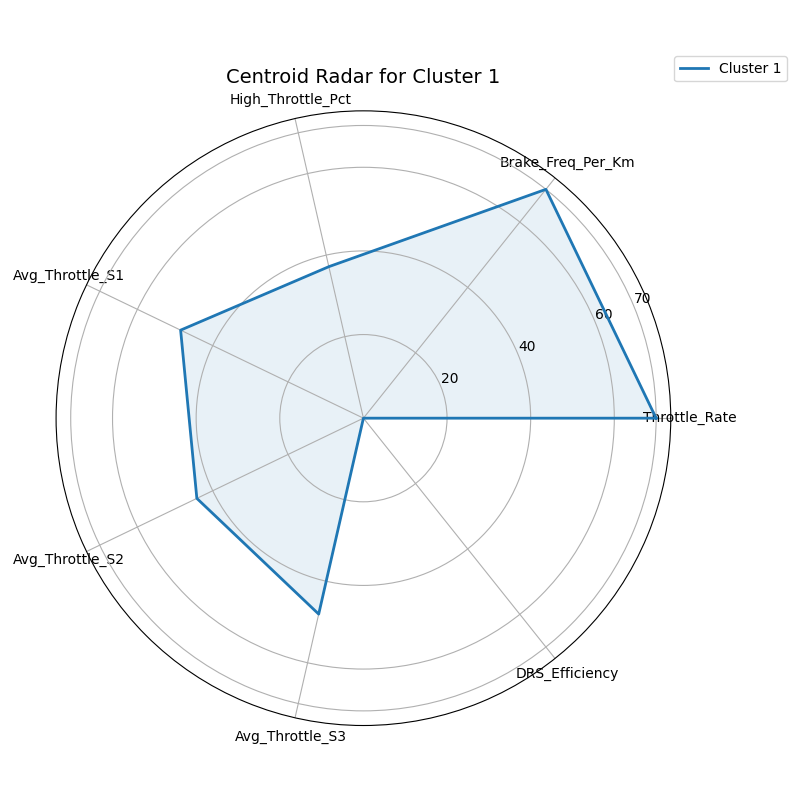 Cluster 1
Centroid Radar for Cluster 1
High_Throttle_Pct
Brake_Freq_Per_Km
Avg_Throttle_S1
70
60
40
20
Throttle_Rate
Avg_Throttle_S2
DRS_Efficiency
Avg_Throttle_S3